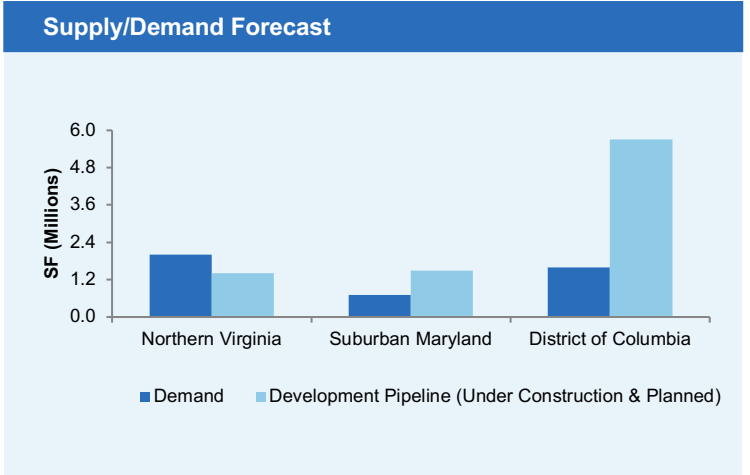 Supply/Demand Forecast
SF (Millions)
6.0
4.8
3.6
2.4
1.2
0.0
Northern Virginia
Suburban Maryland
District of Columbia
Demand
Development Pipeline (Under Construction & Planned)